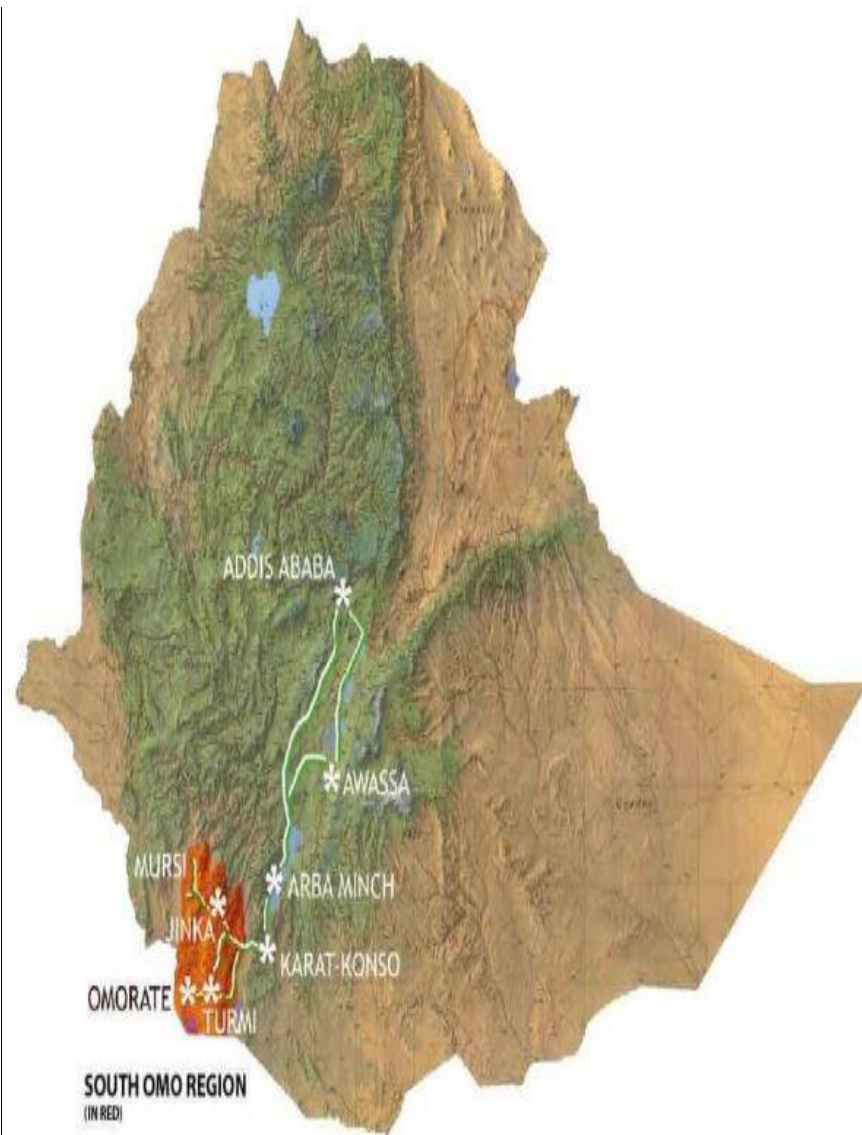 ADDIS ABABA
AWASSA
MURSI
ARBA MINCH
JINKA
KARAT-KONSO
OMORATE
TURMI
SOUTH OMO REGION
(IN RED)